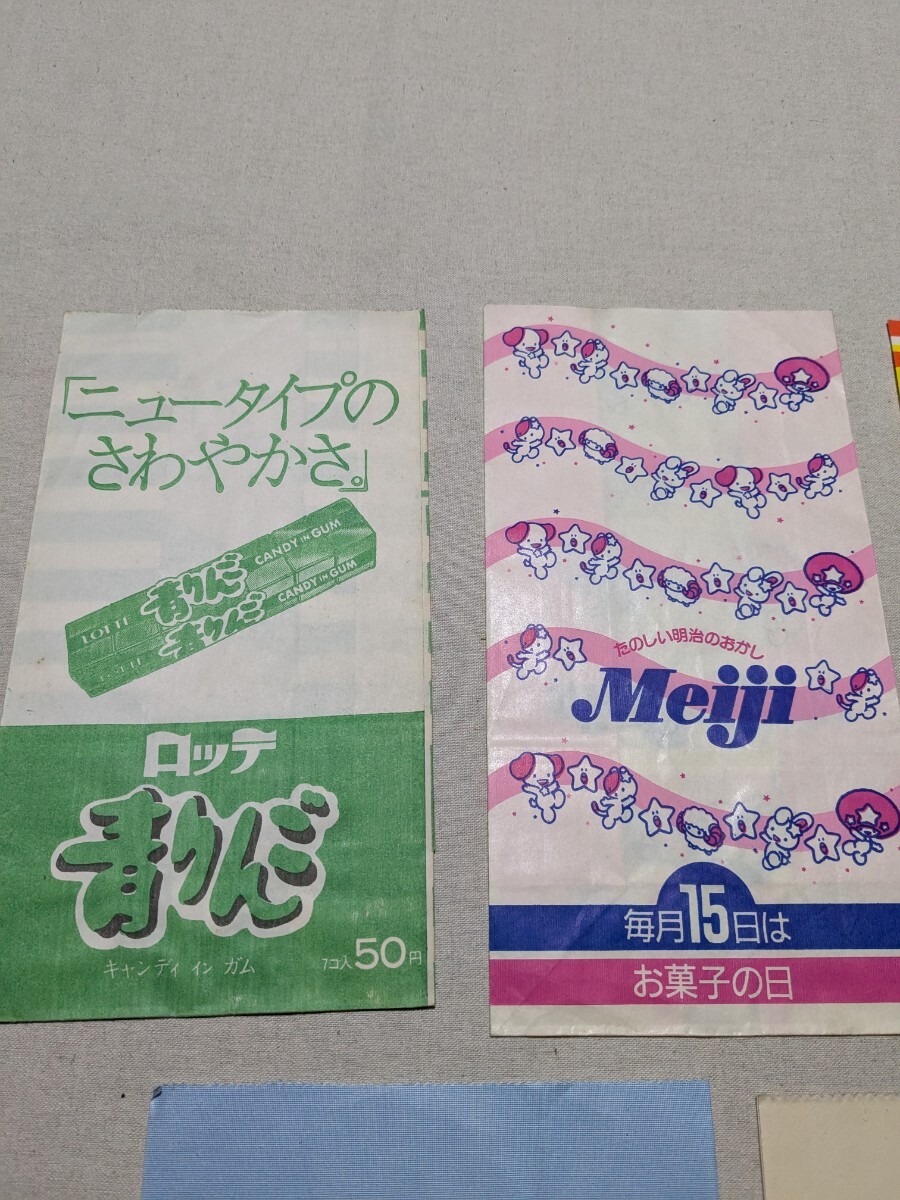 「ニュータイプの
さわやかさ。」
LOTTE 青りんご CANDY IN GUM
LOTTE 青りんご CANDY IN GUM
ロッテ
青りんご
キャンディ イン ガム
7コ入 50円
たのしい明治のおかし
Meiji
毎月15日は
お菓子の日